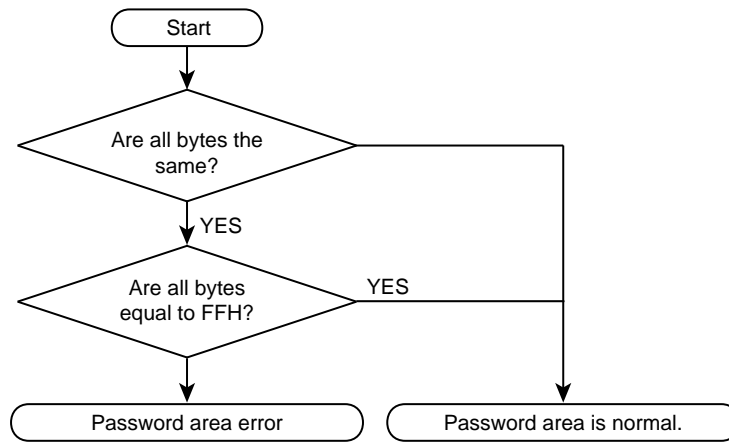 Start
Are all bytes the
same?
YES
Are all bytes
equal to FFH?
YES
Password area error
Password area is normal.